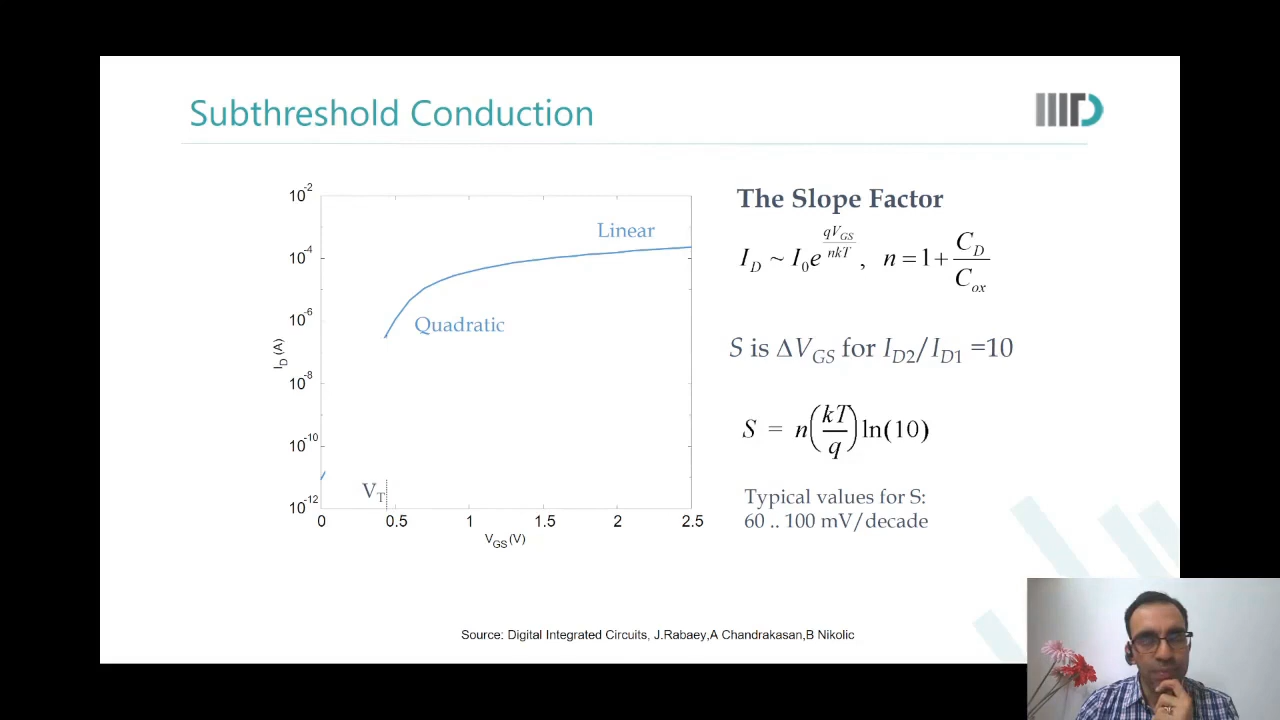 Subthreshold Conduction
IIITD
10^-2
10^-4
10^-6
10^-8
10^-10
10^-12
I_D (A)
Linear
Quadratic
V_T
0 0.5 1 1.5 2 2.5
V_GS (V)
The Slope Factor
I_D ~ I_0 e^(qV_GS/nkT), n = 1 + C_D/C_ox
S is ΔV_GS for I_D2/I_D1 =10
S = n(kT/q)ln(10)
Typical values for S:
60 .. 100 mV/decade
Source: Digital Integrated Circuits, J.Rabaey,A Chandrakasan,B Nikolic